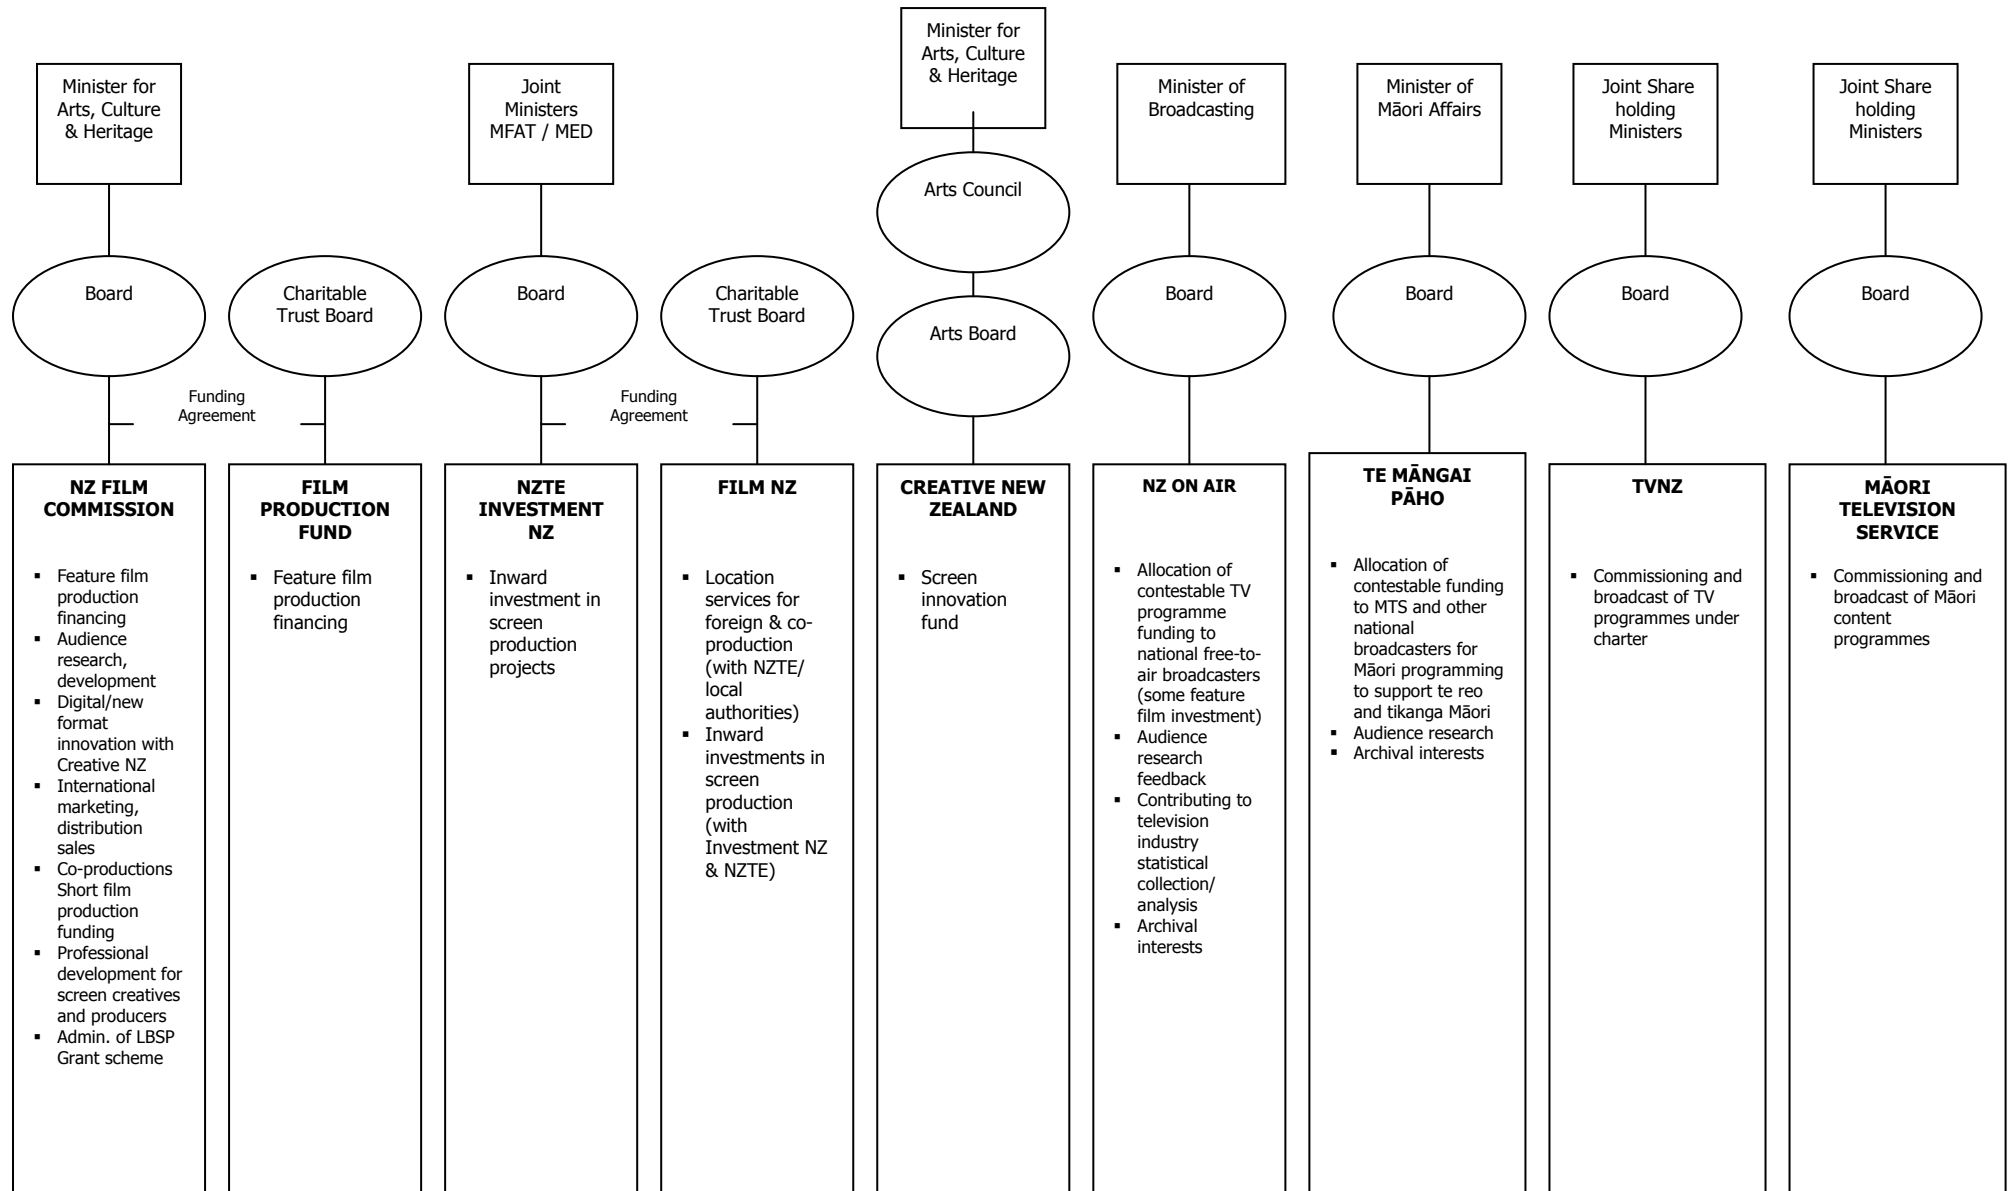 Minister for
Arts, Culture
& Heritage
Board
Funding
Agreement
NZ FILM
COMMISSION
▪ Feature film
production
financing
▪ Audience
research,
development
▪ Digital/new
format
innovation with
Creative NZ
▪ International
marketing,
distribution
sales
▪ Co-productions
Short film
production
funding
▪ Professional
development for
screen creatives
and producers
▪ Admin. of LBSP
Grant scheme
Charitable
Trust Board
FILM
PRODUCTION
FUND
▪ Feature film
production
financing
Joint
Ministers
MFAT / MED
Board
Funding
Agreement
NZTE
INVESTMENT
NZ
▪ Inward
investment in
screen
production
projects
Charitable
Trust Board
FILM NZ
▪ Location
services for
foreign & co-
production
(with NZTE/
local
authorities)
▪ Inward
investments in
screen
production
(with
Investment NZ
& NZTE)
Minister for
Arts, Culture
& Heritage
Arts Council
Arts Board
CREATIVE NEW
ZEALAND
▪ Screen
innovation
fund
Minister of
Broadcasting
Board
NZ ON AIR
▪ Allocation of
contestable TV
programme
funding to
national free-to-
air broadcasters
(some feature
film investment)
▪ Audience
research
feedback
▪ Contributing to
television
industry
statistical
collection/
analysis
▪ Archival
interests
Minister of
Māori Affairs
Board
TE MĀNGAI
PĀHO
▪ Allocation of
contestable funding
to MTS and other
national
broadcasters for
Māori programming
to support te reo
and tikanga Māori
▪ Audience research
▪ Archival interests
Joint Share
holding
Ministers
Board
TVNZ
▪ Commissioning and
broadcast of TV
programmes under
charter
Joint Share
holding
Ministers
Board
MĀORI
TELEVISION
SERVICE
▪ Commissioning and
broadcast of Māori
content
programmes